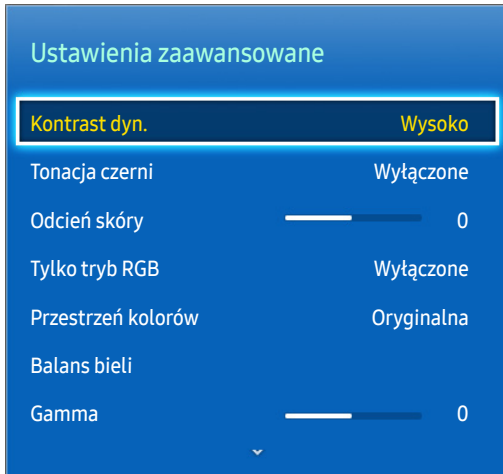 Ustawienia zaawansowane
Kontrast dyn. Wysoko
Tonacja czerni Wyłączone
Odcień skóry 0
Tylko tryb RGB Wyłączone
Przestrzeń kolorów Oryginalna
Balans bieli
Gamma 0